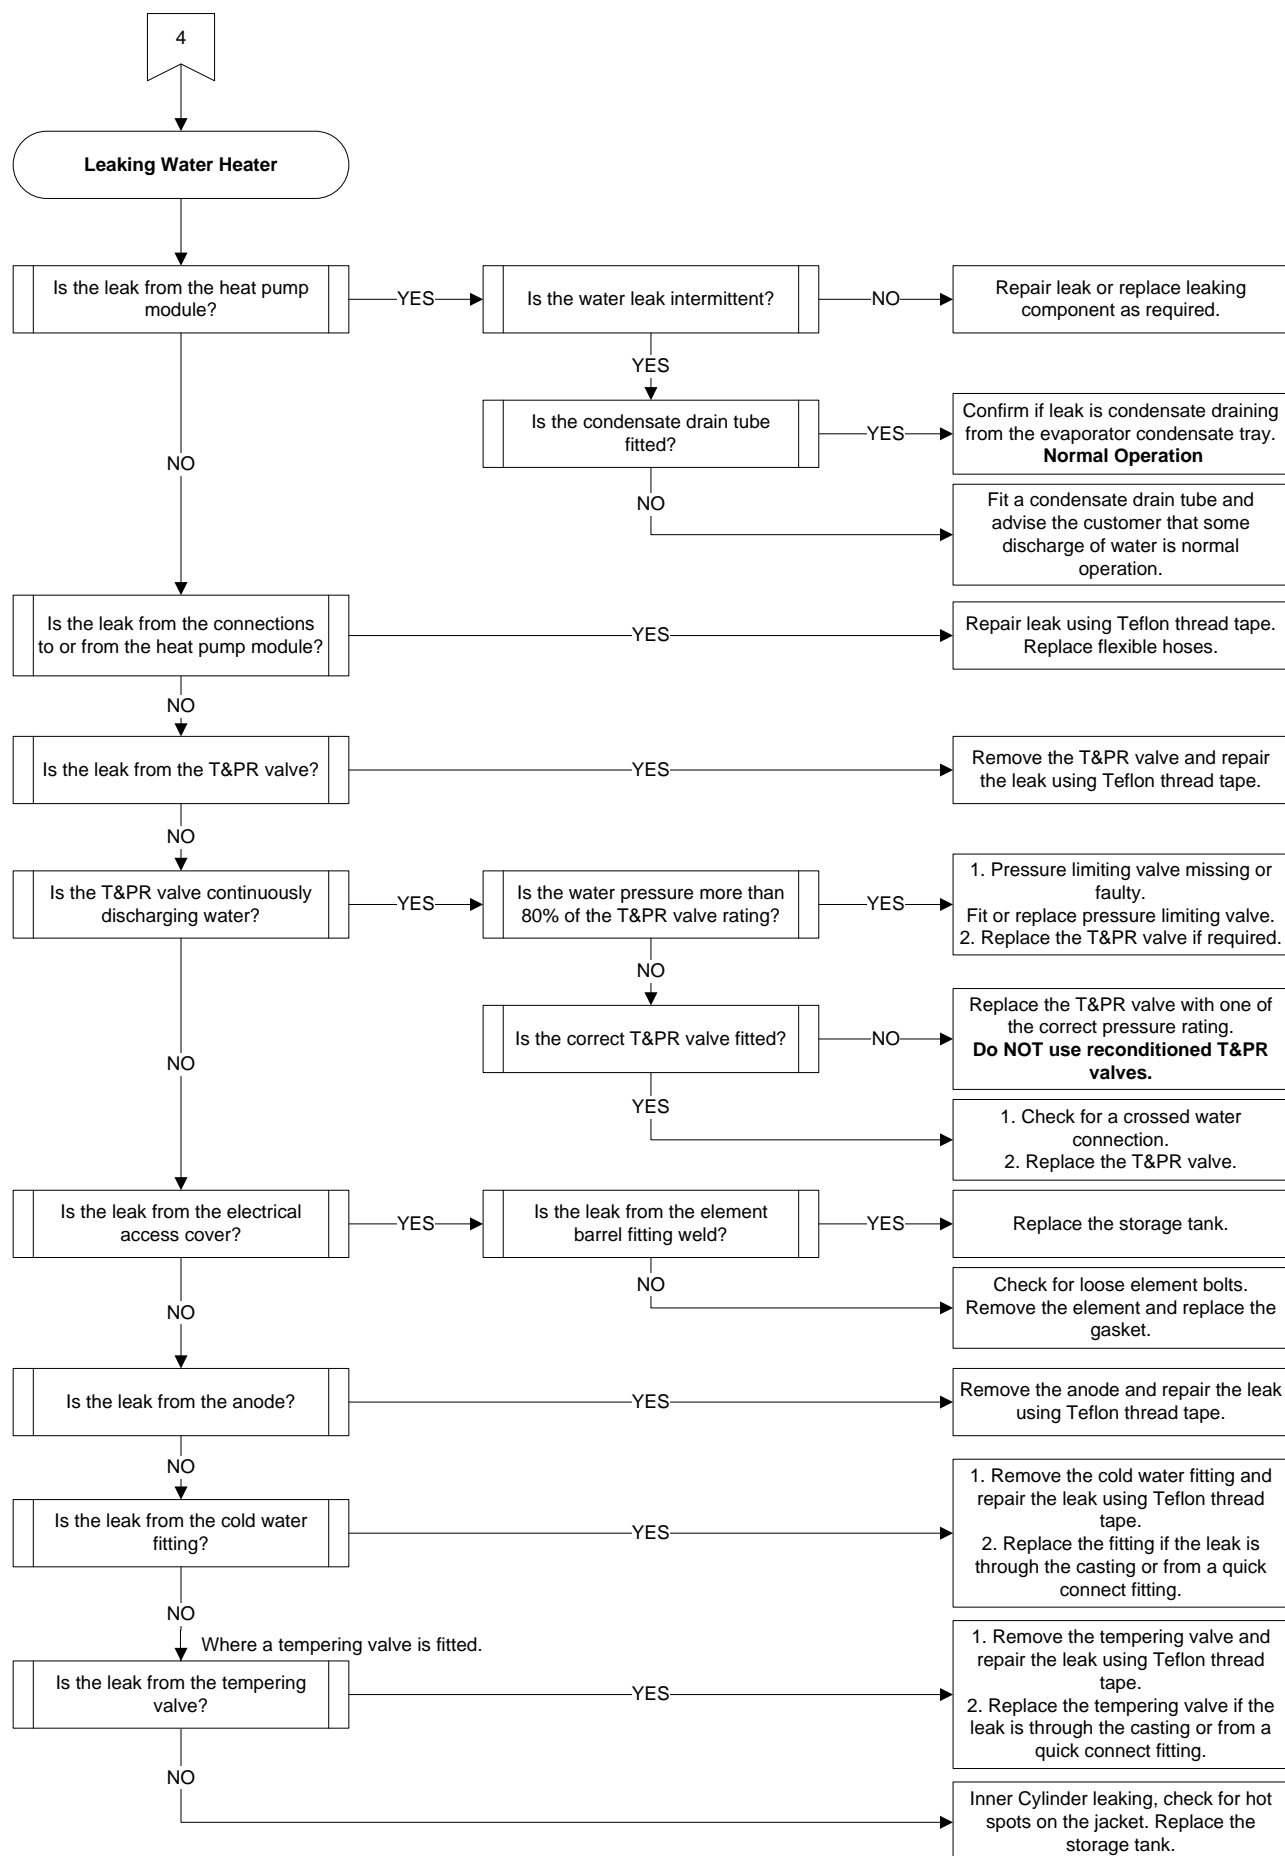 4
Leaking Water Heater
Is the leak from the heat pump
module?
YES
Is the water leak intermittent?
NO
Repair leak or replace leaking
component as required.
YES
Is the condensate drain tube
fitted?
YES
Confirm if leak is condensate draining
from the evaporator condensate tray.
Normal Operation
NO
NO
Fit a condensate drain tube and
advise the customer that some
discharge of water is normal
operation.
Is the leak from the connections
to or from the heat pump module?
YES
Repair leak using Teflon thread tape.
Replace flexible hoses.
NO
Is the leak from the T&PR valve?
YES
Remove the T&PR valve and repair
the leak using Teflon thread tape.
NO
Is the T&PR valve continuously
discharging water?
YES
Is the water pressure more than
80% of the T&PR valve rating?
YES
1. Pressure limiting valve missing or
faulty.
Fit or replace pressure limiting valve.
2. Replace the T&PR valve if required.
NO
Is the correct T&PR valve fitted?
NO
Replace the T&PR valve with one of
the correct pressure rating.
Do NOT use reconditioned T&PR
valves.
NO
YES
1. Check for a crossed water
connection.
2. Replace the T&PR valve.
Is the leak from the electrical
access cover?
YES
Is the leak from the element
barrel fitting weld?
YES
Replace the storage tank.
NO
Check for loose element bolts.
Remove the element and replace the
gasket.
NO
Is the leak from the anode?
YES
Remove the anode and repair the leak
using Teflon thread tape.
NO
Is the leak from the cold water
fitting?
YES
1. Remove the cold water fitting and
repair the leak using Teflon thread
tape.
2. Replace the fitting if the leak is
through the casting or from a quick
connect fitting.
NO
Where a tempering valve is fitted.
Is the leak from the tempering
valve?
YES
1. Remove the tempering valve and
repair the leak using Teflon thread
tape.
2. Replace the tempering valve if the
leak is through the casting or from a
quick connect fitting.
NO
Inner Cylinder leaking, check for hot
spots on the jacket. Replace the
storage tank.